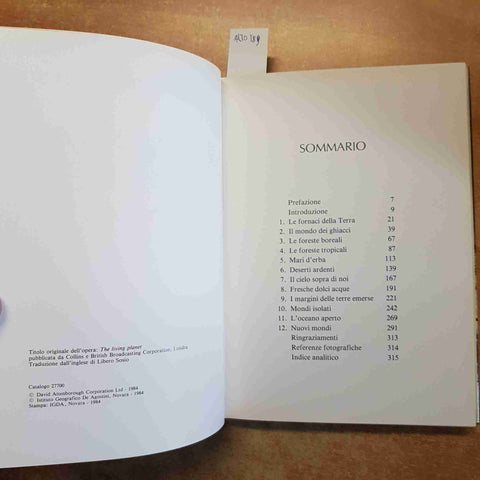 Titolo originale dell'opera: The living planet
pubblicata da Collins e British Broadcasting Corporation, Londra
Traduzione dall'inglese di Libero Sosio
Catalogo 27700
© David Attenborough Corporation Ltd - 1984
© Istituto Geografico De Agostini, Novara - 1984
Stampa: IGDA, Novara - 1984
SOMMARIO
Prefazione 7
Introduzione 9
1. Le fornaci della Terra 21
2. Il mondo dei ghiacci 39
3. Le foreste boreali 67
4. Le foreste tropicali 87
5. Mari d'erba 113
6. Deserti ardenti 139
7. Il cielo sopra di noi 167
8. Fresche dolci acque 191
9. I margini delle terre emerse 221
10. Mondi isolati 242
11. L'oceano aperto 269
12. Nuovi mondi 291
Ringraziamenti 313
Referenze fotografiche 314
Indice analitico 315